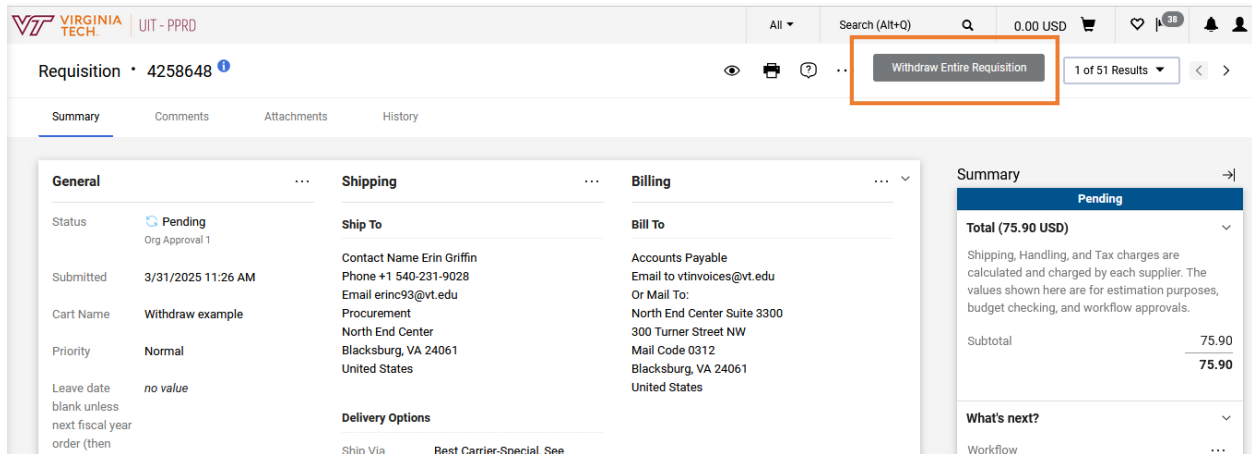 VIRGINIA TECH. UIT - PPRD All Search (Alt+Q) 0.00 USD 38
Requisition · 4258648 Withdraw Entire Requisition 1 of 51 Results
Summary Comments Attachments History
General
Status Pending
Org Approval 1
Submitted 3/31/2025 11:26 AM
Cart Name Withdraw example
Priority Normal
Leave date no value
blank unless
next fiscal year
order (then
Shipping
Ship To
Contact Name Erin Griffin
Phone +1 540-231-9028
Email erinc93@vt.edu
Procurement
North End Center
Blacksburg, VA 24061
United States
Delivery Options
Ship Via Best Carrier-Special, See
Billing
Bill To
Accounts Payable
Email to vtinvoices@vt.edu
Or Mail To:
North End Center Suite 3300
300 Turner Street NW
Mail Code 0312
Blacksburg, VA 24061
United States
Summary
Pending
Total (75.90 USD)
Shipping, Handling, and Tax charges are
calculated and charged by each supplier. The
values shown here are for estimation purposes,
budget checking, and workflow approvals.
Subtotal 75.90
75.90
What's next?
Workflow